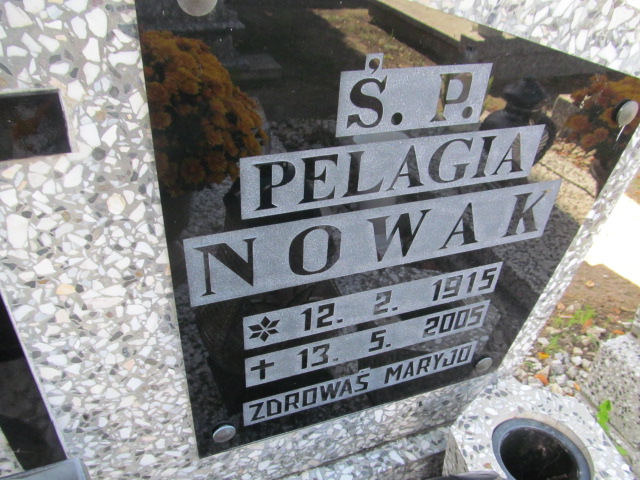 Ś. P.
PELAGIA
NOWAK
* 12. 2. 1915
+ 13. 5. 2005
ZDROWAŚ MARYJO